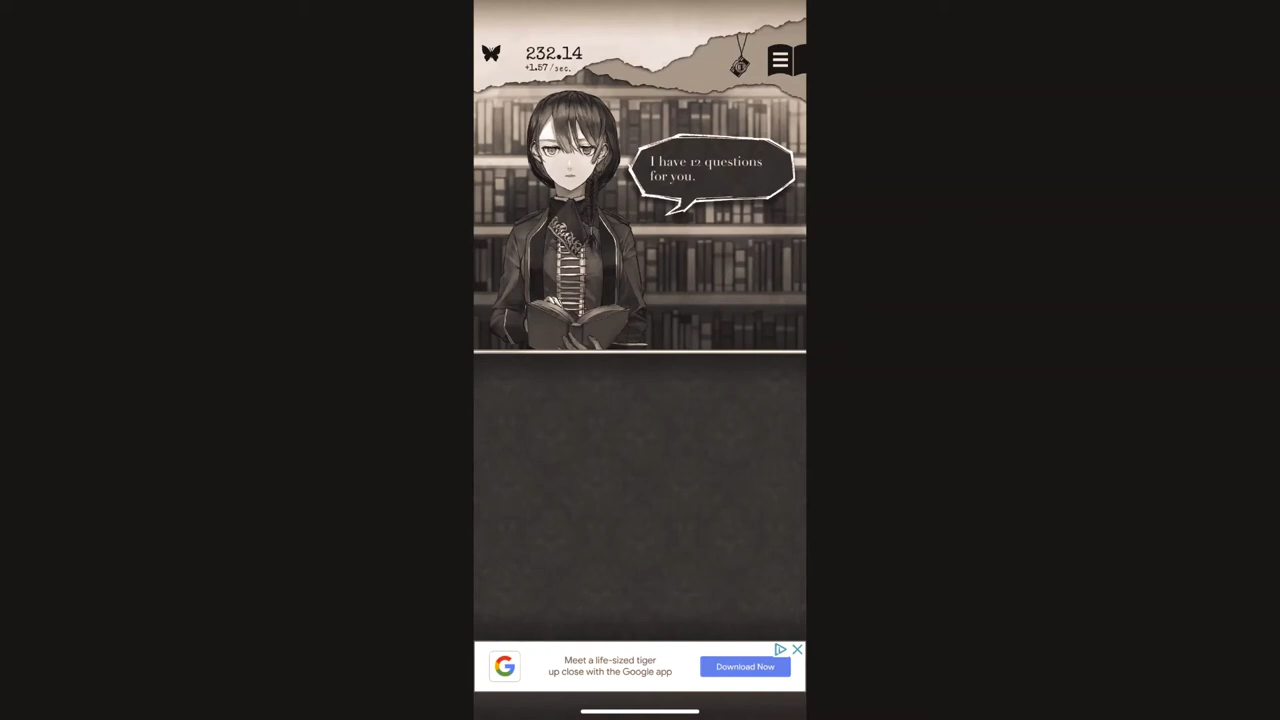 232.14
+1.57/sec.
I have 12 questions
for you.
Meet a life-sized tiger
up close with the Google app
Download Now